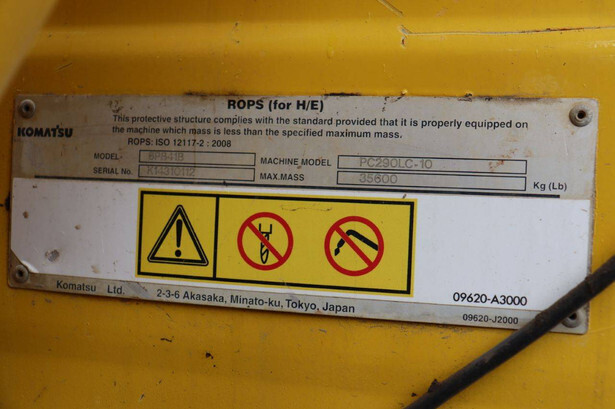 ROPS (for H/E)
KOMATSU
This protective structure complies with the standard provided that it is properly equipped on
the machine which mass is less than the specified maximum mass.
ROPS: ISO 12117-2 : 2008
MODEL
MACHINE MODEL PC290LC-10
SERIAL No.
MAX.MASS 35600 Kg (Lb)
Komatsu Ltd. 2-3-6 Akasaka, Minato-ku, Tokyo, Japan
09620-A3000
09620-J2000